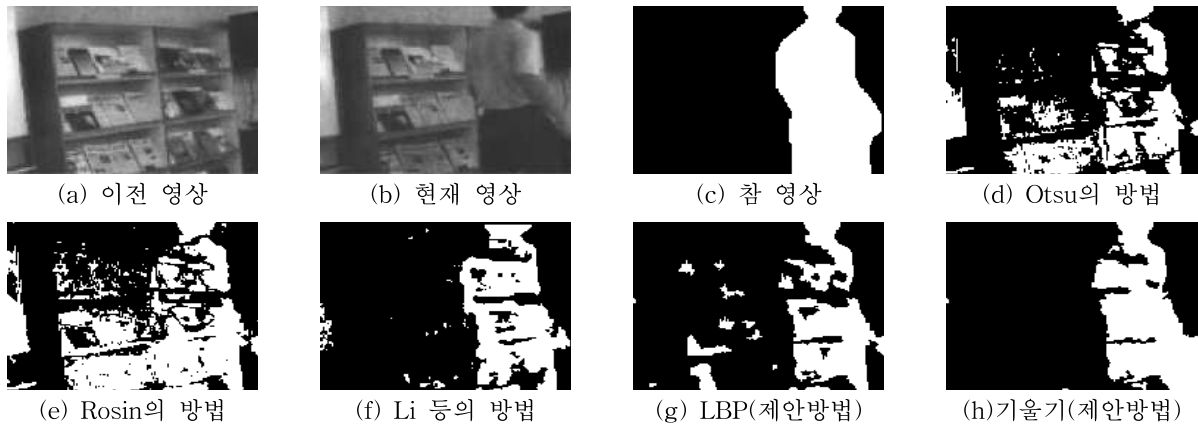 (a) 이전 영상
(b) 현재 영상
(c) 참 영상
(d) Otsu의 방법
(e) Rosin의 방법
(f) Li 등의 방법
(g) LBP(제안방법)
(h)기울기(제안방법)